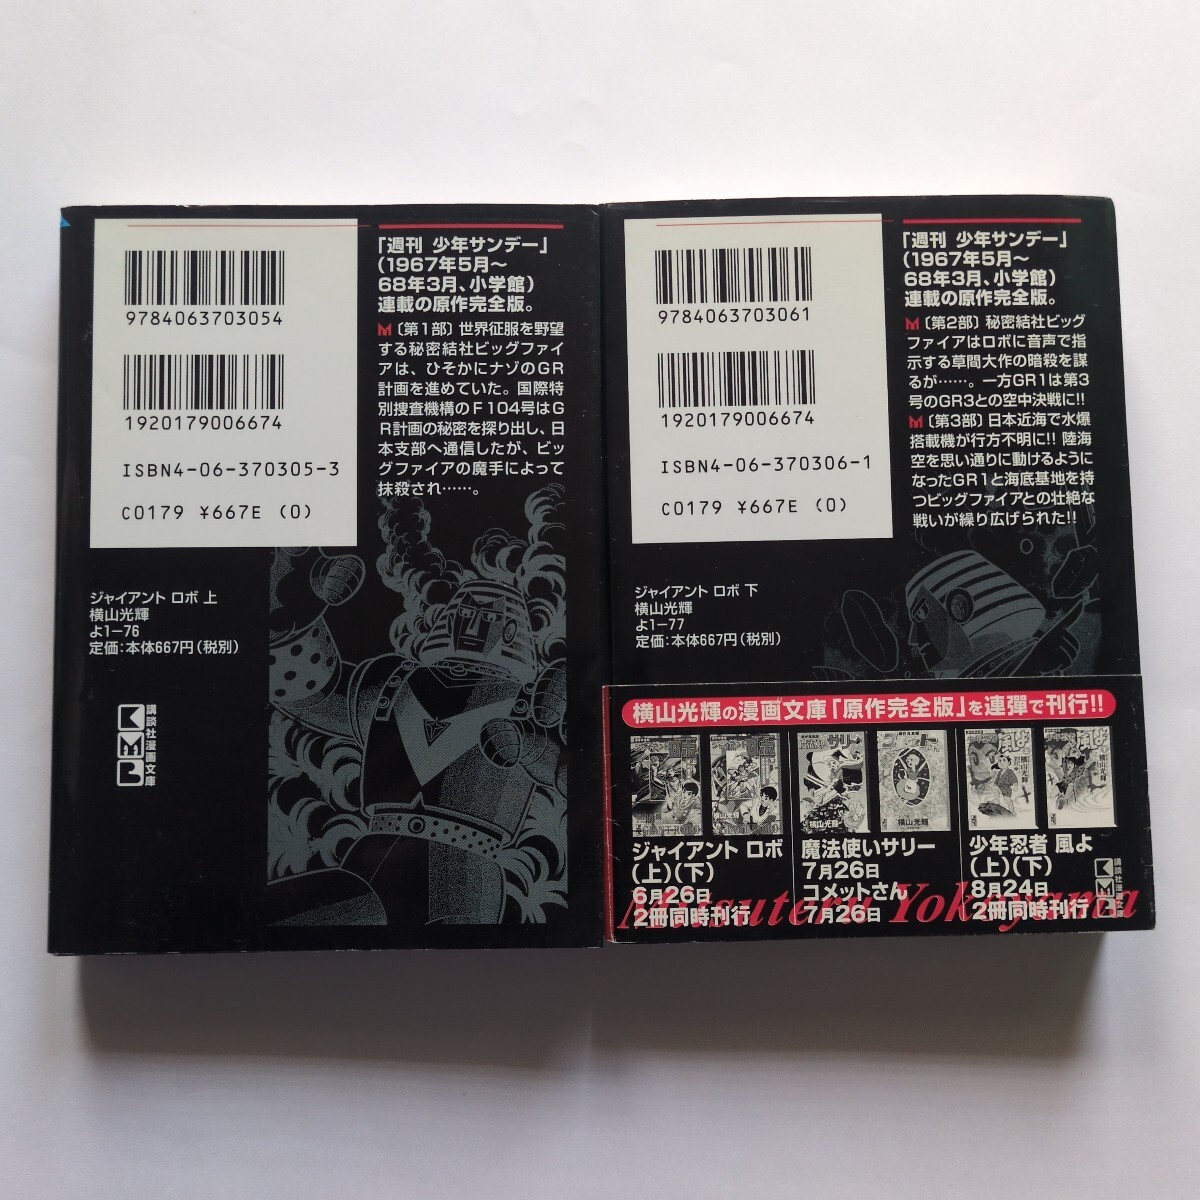 9784063703054
1920179006674
ISBN4-06-370305-3
C0179 ¥667E (0)
「週刊 少年サンデー」
(1967年5月〜
68年3月、小学館)
連載の原作完全版。
〔第1部〕世界征服を野望
する秘密結社ビッグファイ
アは、ひそかにナゾのGR
計画を進めていた。国際特
別捜査機構のF104号はG
R計画の秘密を探り出し、日
本支部へ通信したが、ビッ
グファイアの魔手によって
抹殺され……。
ジャイアント ロボ 上
横山光輝
よ1-76
定価:本体667円(税別)
KMB
講談社漫画文庫
9784063703061
1920179006674
ISBN4-06-370306-1
C0179 ¥667E (0)
「週刊 少年サンデー」
(1967年5月〜
68年3月、小学館)
連載の原作完全版。
〔第2部〕秘密結社ビッグ
ファイアはロボに音声で指
示する草間大作の暗殺を謀
るが……。一方GR1は第3
号のGR3との空中決戦に!!
〔第3部〕日本近海で水爆
搭載機が行方不明に!! 陸海
空を思い通りに動けるように
なったGR1と海底基地を持
つビッグファイアとの壮絶な
戦いが繰り広げられた!!
ジャイアント ロボ 下
横山光輝
よ1-77
定価:本体667円(税別)
横山光輝の漫画文庫「原作完全版」を連弾で刊行!!
ジャイアント ロボ
(上)(下)
6月26日
2冊同時刊行
魔法使いサリー
7月26日
コメットさん
7月26日
少年忍者 風よ
(上)(下)
8月24日
2冊同時刊行
Mitsuteru Yokoyama
KMB
講談社漫画文